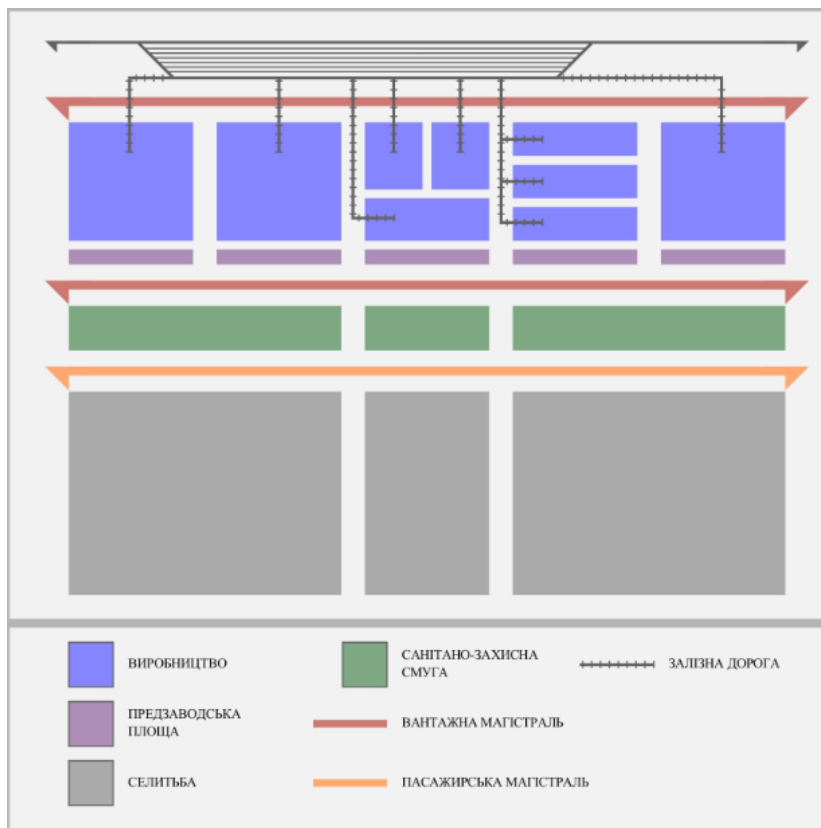 ВИРОБНИЦТВО
САНІТАНО-ЗАХИСНА
СМУГА
ЗАЛІЗНА ДОРОГА
ПРЕДЗАВОДСЬКА
ПЛОЩА
ВАНТАЖНА МАГІСТРАЛЬ
СЕЛИТЬБА
ПАСАЖИРСЬКА МАГІСТРАЛЬ